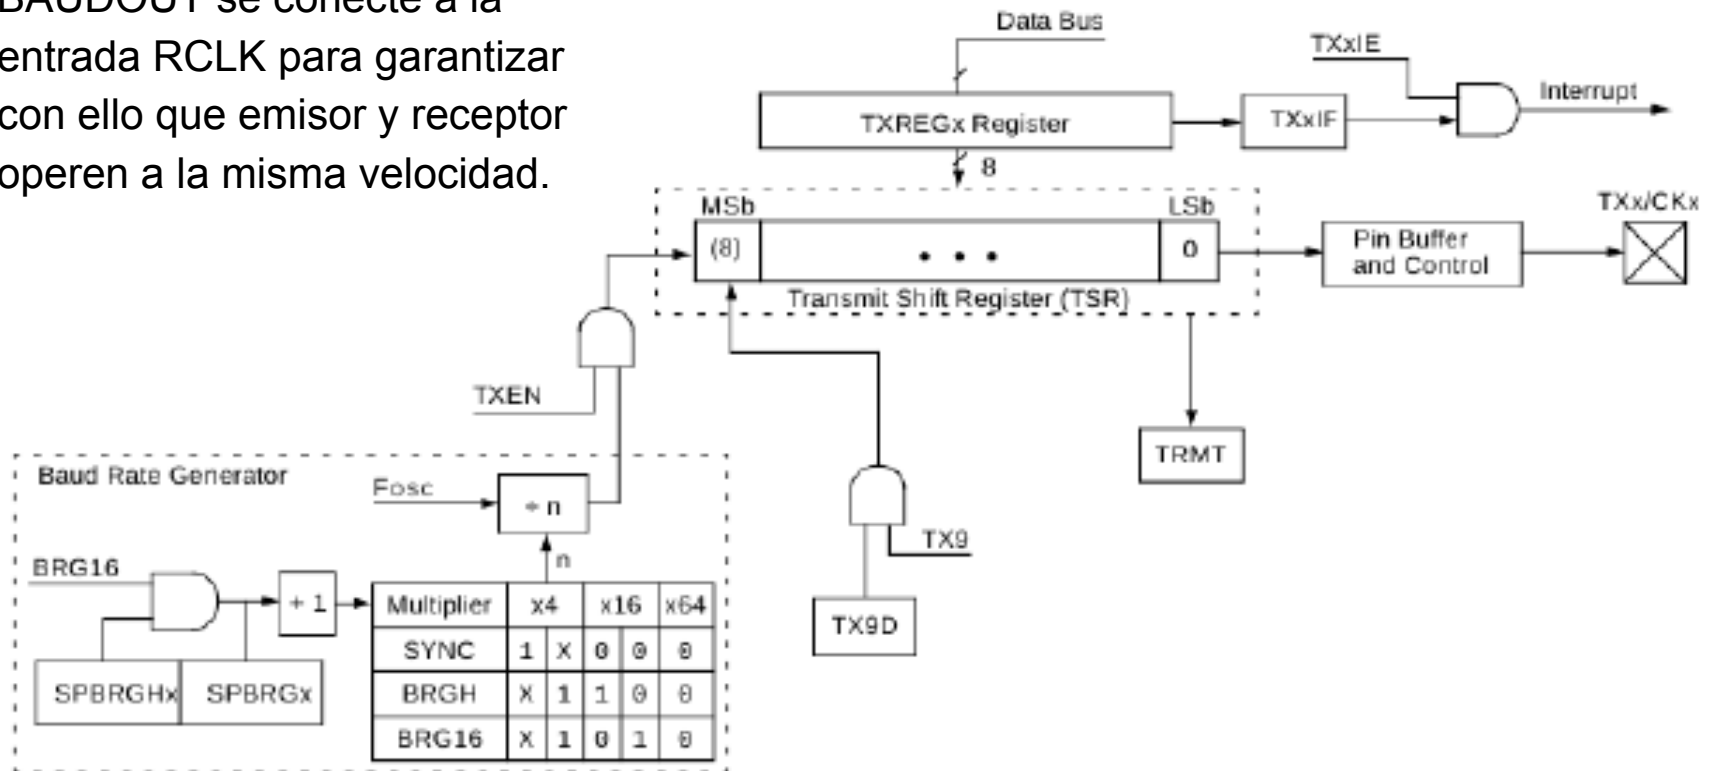 BAUDOUT se conecte a la
entrada RCLK para garantizar
con ello que emisor y receptor
operen a la misma velocidad.
Data Bus
TXxIE
Interrupt
TXREGx Register
TXxIF
8
MSb
LSb
TXx/CKx
(8)
• • •
0
Pin Buffer
and Control
Transmit Shift Register (TSR)
TXEN
TRMT
Baud Rate Generator
Fosc
÷ n
TX9
n
BRG16
+ 1
TX9D
SPBRGHx SPBRGx
Multiplier x4 x16 x64
SYNC 1 X 0 0 0
BRGH X 1 1 0 0
BRG16 X 1 0 1 0